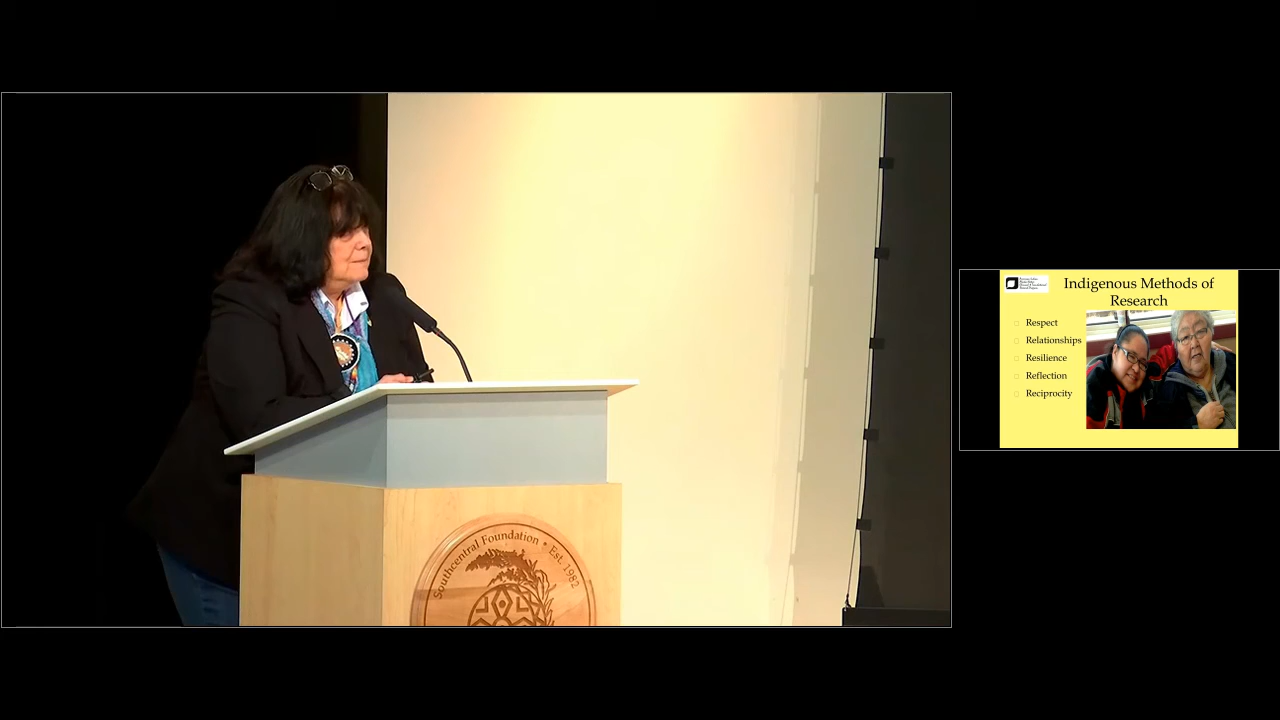 Southcentral Foundation • Est. 1982
Indigenous Methods of
Research
Respect
Relationships
Resilience
Reflection
Reciprocity